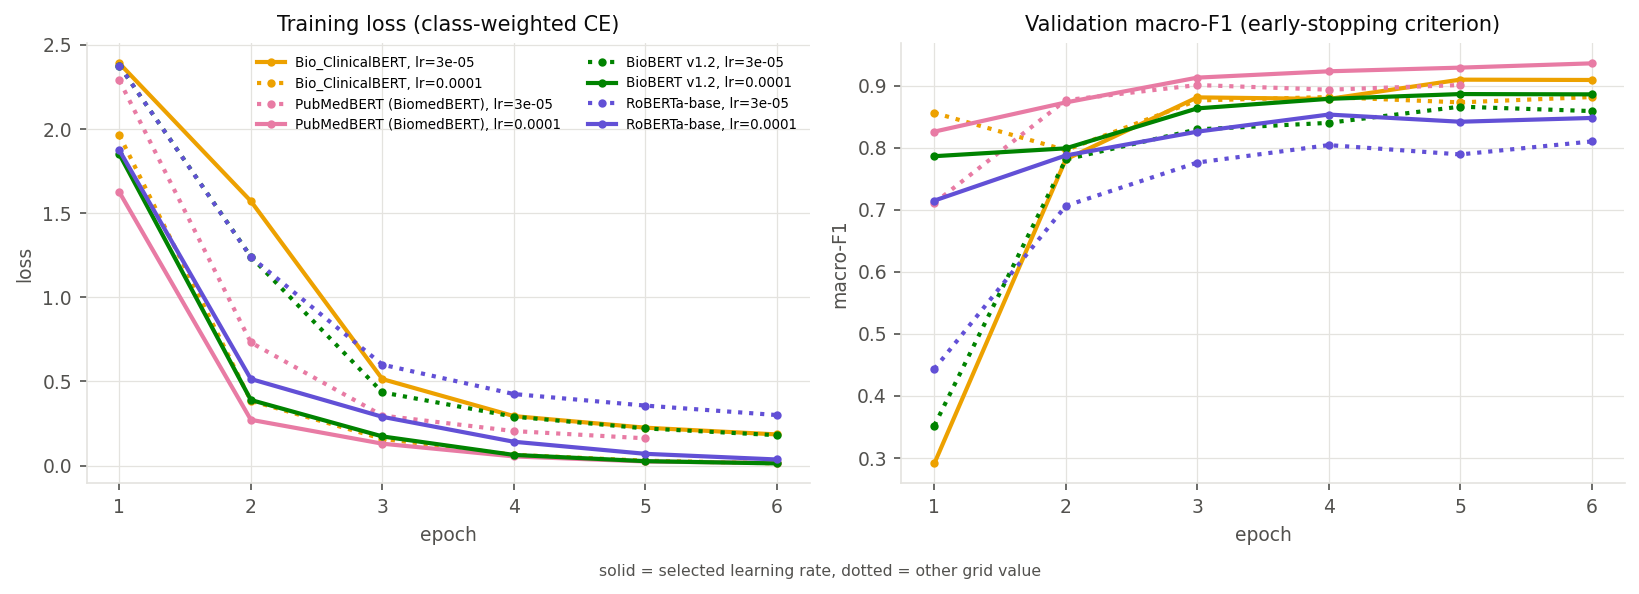 Training loss (class-weighted CE)
Validation macro-F1 (early-stopping criterion)
2.5
2.0
1.5
1.0
0.5
0.0
loss
Bio_ClinicalBERT, lr=3e-05
Bio_ClinicalBERT, lr=0.0001
PubMedBERT (BiomedBERT), lr=3e-05
PubMedBERT (BiomedBERT), lr=0.0001
BioBERT v1.2, lr=3e-05
BioBERT v1.2, lr=0.0001
RoBERTa-base, lr=3e-05
RoBERTa-base, lr=0.0001
1 2 3 4 5 6
epoch
0.9
0.8
0.7
0.6
0.5
0.4
0.3
macro-F1
1 2 3 4 5 6
epoch
solid = selected learning rate, dotted = other grid value